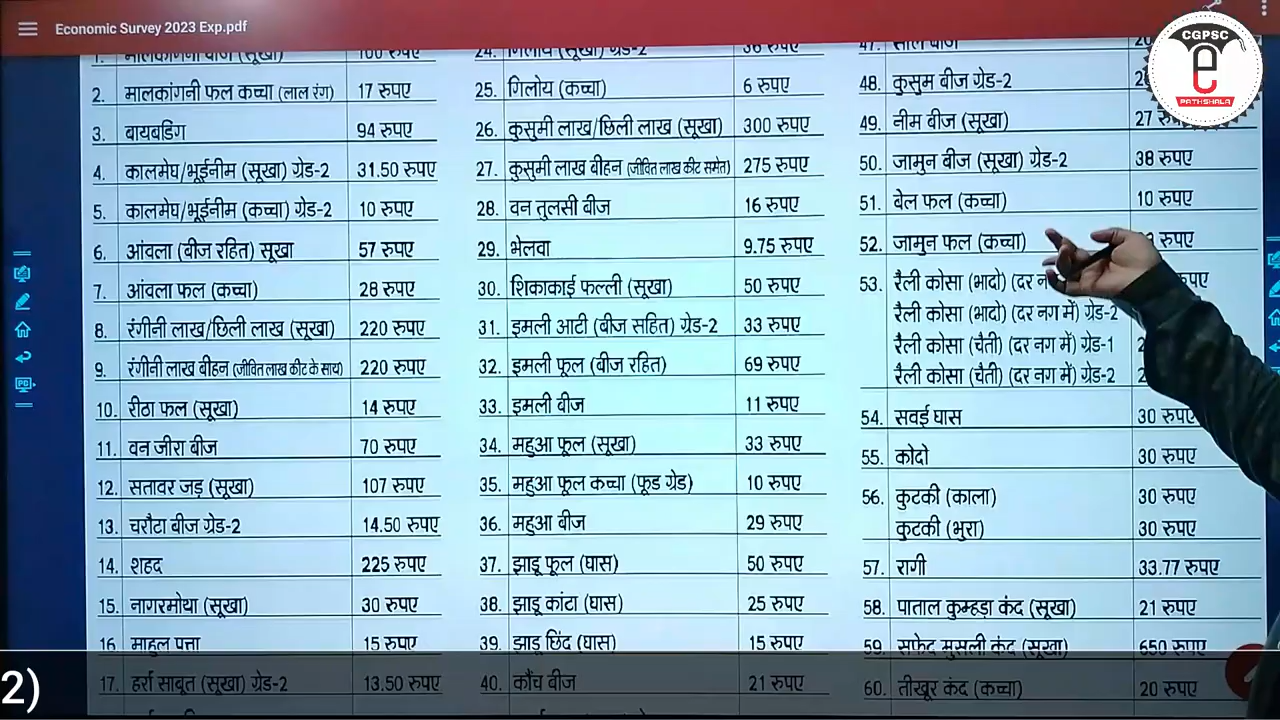 Economic Survey 2023 Exp.pdf
CGPSC
PATHSHALA
1. मालकांगनी बीज (सूखा) 100 रुपए
2. मालकांगनी फल कच्चा (लाल रंग) 17 रुपए
3. बायबडिंग 94 रुपए
4. कालमेघ/भूईनीम (सूखा) ग्रेड-2 31.50 रुपए
5. कालमेघ/भूईनीम (कच्चा) ग्रेड-2 10 रुपए
6. आंवला (बीज रहित) सूखा 57 रुपए
7. आंवला फल (कच्चा) 28 रुपए
8. रंगीनी लाख/छिली लाख (सूखा) 220 रुपए
9. रंगीनी लाख बीहन (जीवित लाख कीट के साथ) 220 रुपए
10. रीठा फल (सूखा) 14 रुपए
11. वन जीरा बीज 70 रुपए
12. सतावर जड़ (सूखा) 107 रुपए
13. चरौटा बीज ग्रेड-2 14.50 रुपए
14. शहद 225 रुपए
15. नागरमोथा (सूखा) 30 रुपए
16 माहुल पत्ता 15 रुपए
17. हर्रा साबूत (सूखा) ग्रेड-2 13.50 रुपए
24. गिलोय (सूखा) ग्रेड-2 36 रुपए
25. गिलोय (कच्चा) 6 रुपए
26. कुसुमी लाख/छिली लाख (सूखा) 300 रुपए
27. कुसुमी लाख बीहन (जीवित लाख कीट समेत) 275 रुपए
28. वन तुलसी बीज 16 रुपए
29. भेलवा 9.75 रुपए
30. शिकाकाई फल्ली (सूखा) 50 रुपए
31. इमली आटी (बीज सहित) ग्रेड-2 33 रुपए
32. इमली फूल (बीज रहित) 69 रुपए
33. इमली बीज 11 रुपए
34. महुआ फूल (सूखा) 33 रुपए
35. महुआ फूल कच्चा (फूड ग्रेड) 10 रुपए
36. महुआ बीज 29 रुपए
37. झाडू फूल (घास) 50 रुपए
38. झाडू कांटा (घास) 25 रुपए
39. झाडू छिंद (घास) 15 रुपए
40. कौंच बीज 21 रुपए
47. साल बीज
48. कुसुम बीज ग्रेड-2
49. नीम बीज (सूखा) 27
50. जामुन बीज (सूखा) ग्रेड-2 38 रुपए
51. बेल फल (कच्चा) 10 रुपए
52. जामुन फल (कच्चा) रुपए
53. रैली कोसा (भादो) (दर
रैली कोसा (भादो) (दर नग में) ग्रेड-2
रैली कोसा (चैती) (दर नग में) ग्रेड-1
रैली कोसा (चैती) (दर नग में) ग्रेड-2
54. सवई घास 30 रुपए
55. कोदो 30 रुपए
56. कुटकी (काला) 30 रुपए
कुटकी (भुरा) 30 रुपए
57. रागी 33.77 रुपए
58. पाताल कुम्हड़ा कंद (सूखा) 21 रुपए
59. सफेद मुसली कंद (सूखा) 650 रुपए
60. तीखूर कंद (कच्चा) 20 रुपए
2)